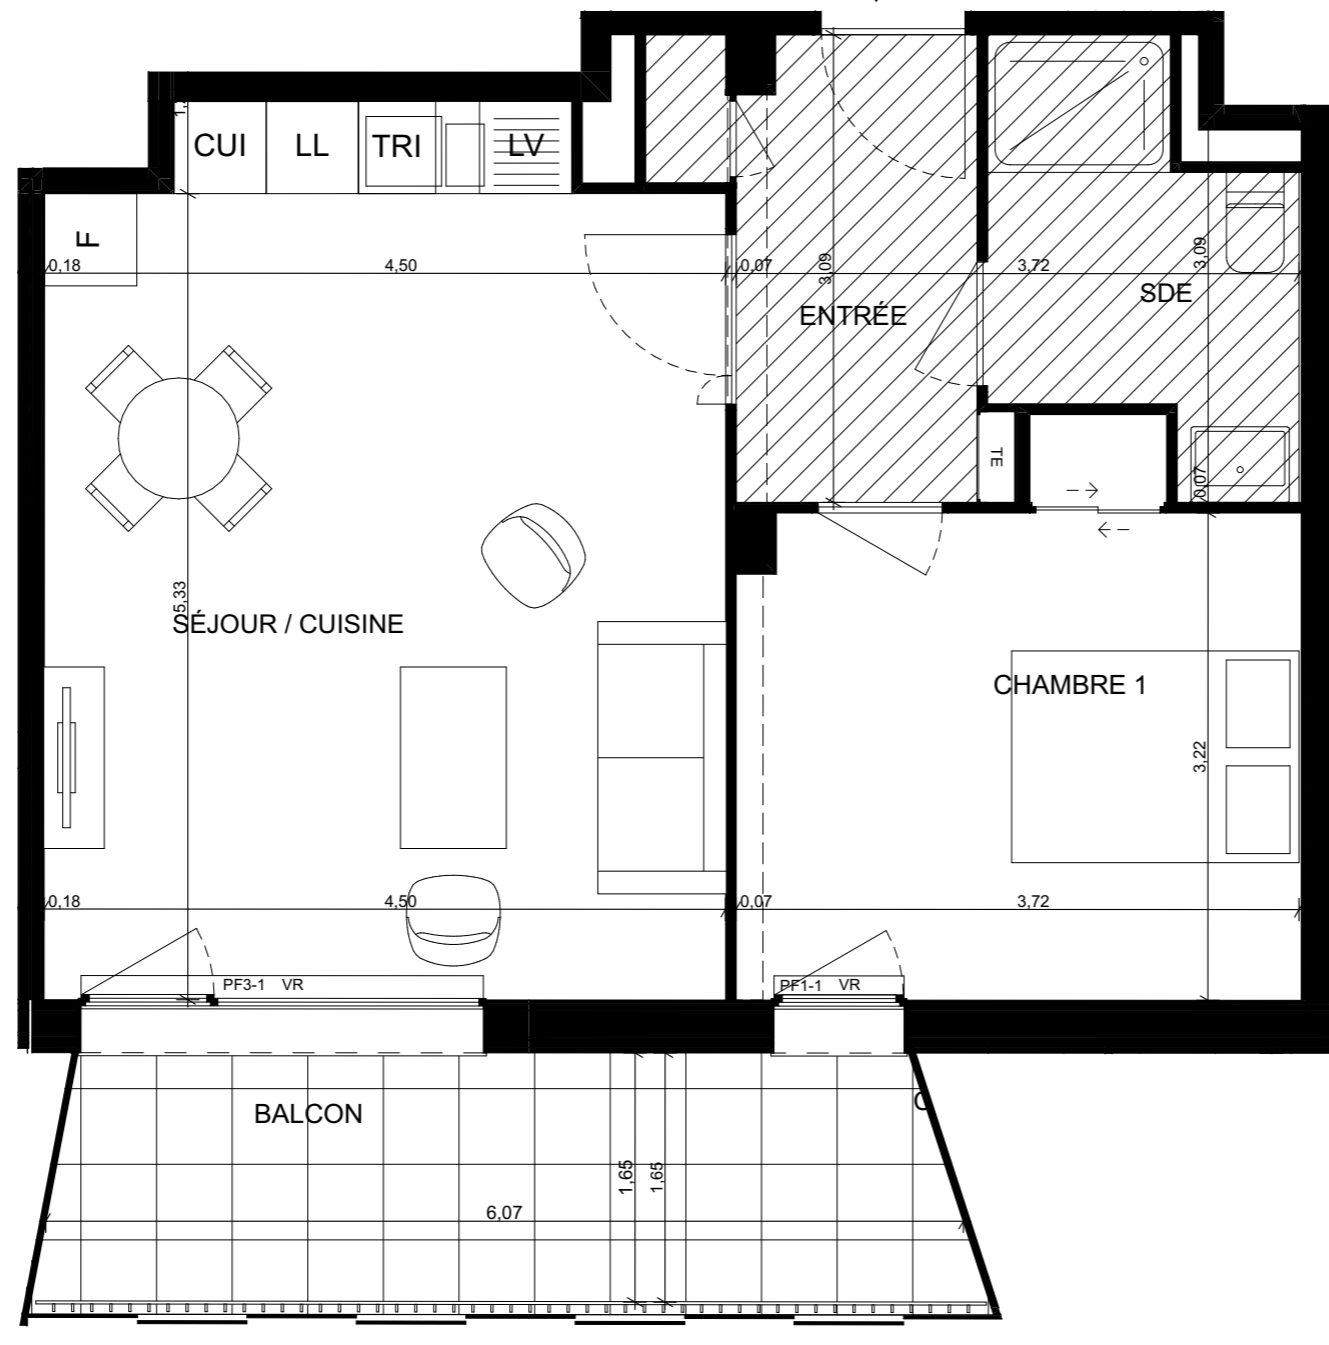 CUI LL TRI LV
F
0,18 4,50 0,07 3,72
3,09
3,09
SDE
ENTRÉE
TE
0,07
5,33
SÉJOUR / CUISINE
CHAMBRE 1
3,22
0,18 4,50 0,07 3,72
PF3-1 VR
PF1-1 VR
BALCON
1,65
1,65
6,07